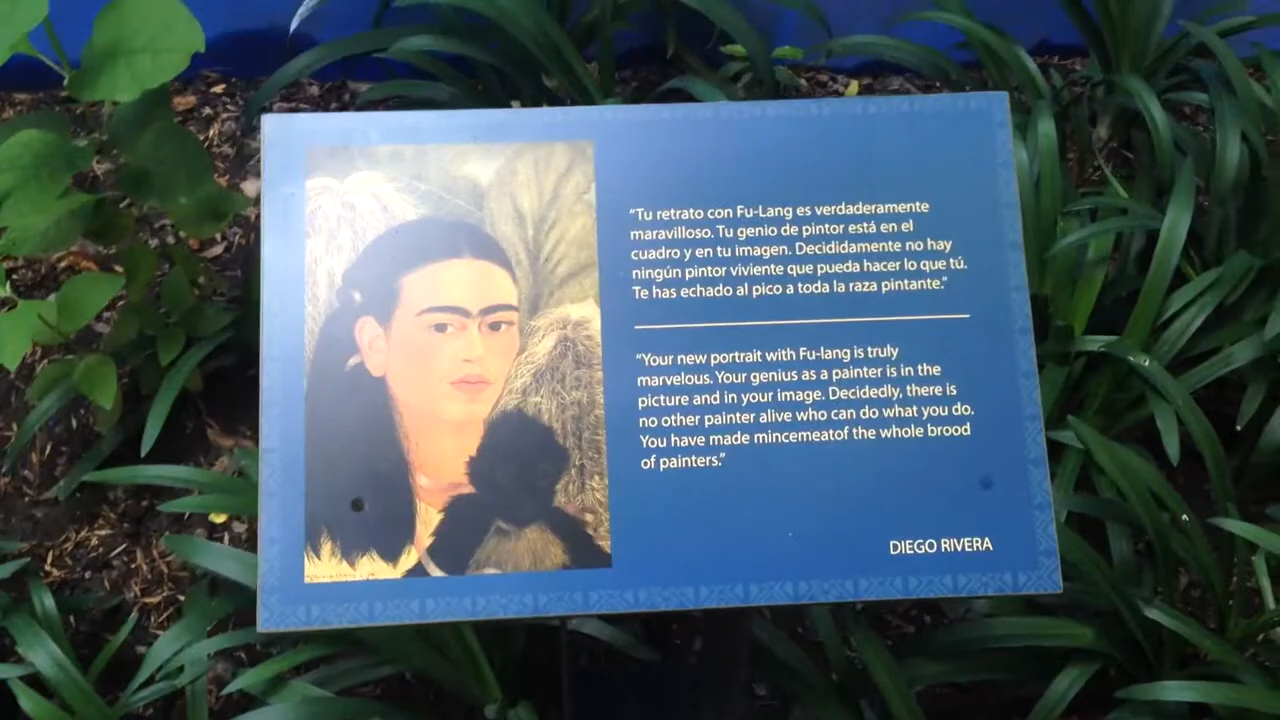 “Tu retrato con Fu-Lang es verdaderamente
maravilloso. Tu genio de pintor está en el
cuadro y en tu imagen. Decididamente no hay
ningún pintor viviente que pueda hacer lo que tú.
Te has echado al pico a toda la raza pintante.”
“Your new portrait with Fu-lang is truly
marvelous. Your genius as a painter is in the
picture and in your image. Decidedly, there is
no other painter alive who can do what you do.
You have made mincemeatof the whole brood
of painters.”
DIEGO RIVERA